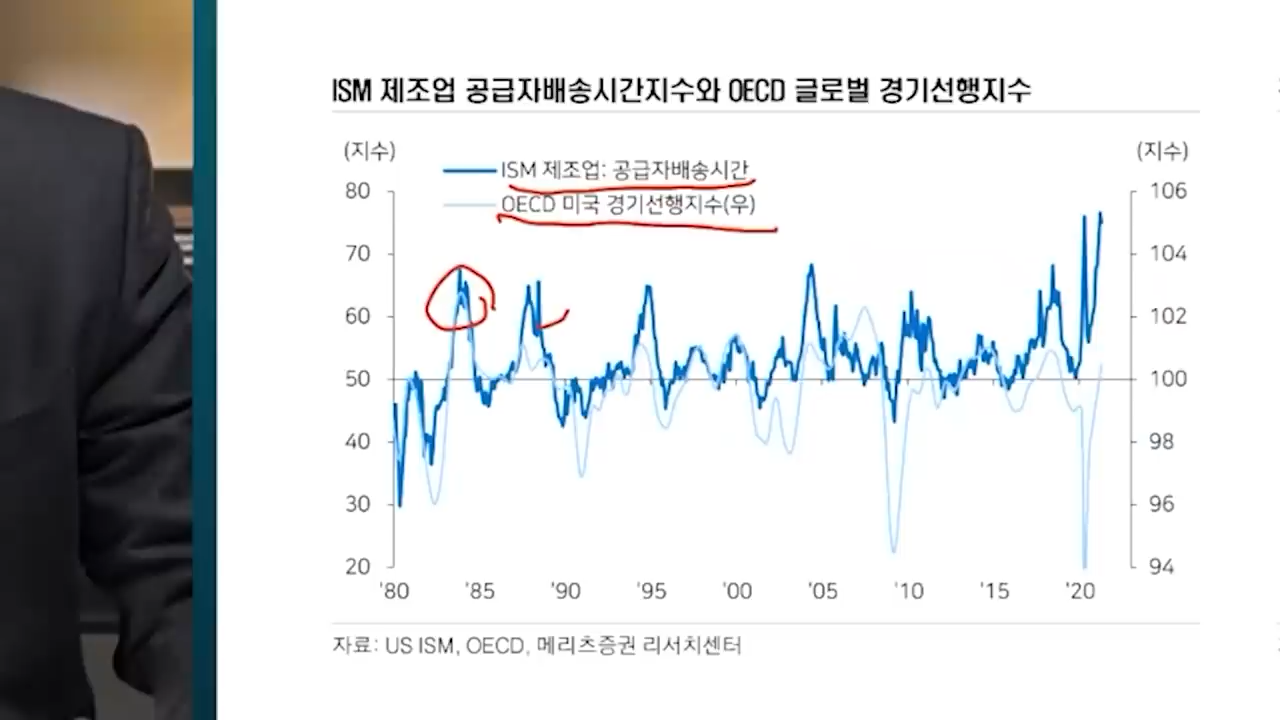 ISM 제조업 공급자배송시간지수와 OECD 글로벌 경기선행지수
(지수) (지수)
ISM 제조업: 공급자배송시간
OECD 미국 경기선행지수(우)
80 106
70 104
60 102
50 100
40 98
30 96
20 94
'80 '85 '90 '95 '00 '05 '10 '15 '20
자료: US ISM, OECD, 메리츠증권 리서치센터